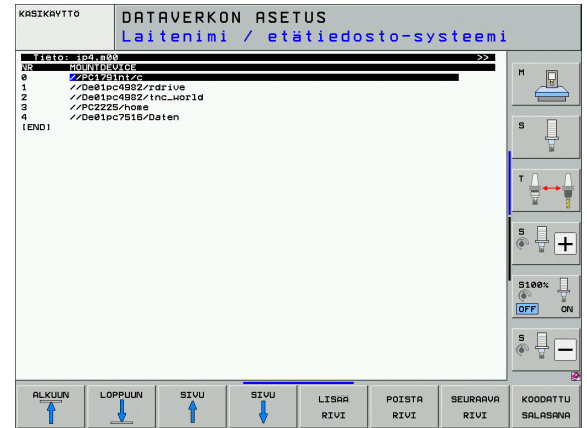 KÄSIKÄYTTÖ
DATAVERKON ASETUS
Laitenimi / etätiedosto-systeemi
Tieto: ip4.m00 >>
NR MOUNTDEVICE
0 //PC1791nt/c
1 //De01pc4982/rdrive
2 //De01pc4982/tnc_world
3 //PC2225/home
4 //De01pc7516/Daten
[END]
M
S
T
S
+
S100%
OFF ON
S
—
ALKUUN
LOPPUUN
SIVU
SIVU
LISÄÄ
RIVI
POISTA
RIVI
SEURAAVA
RIVI
KOODATTU
SALASANA